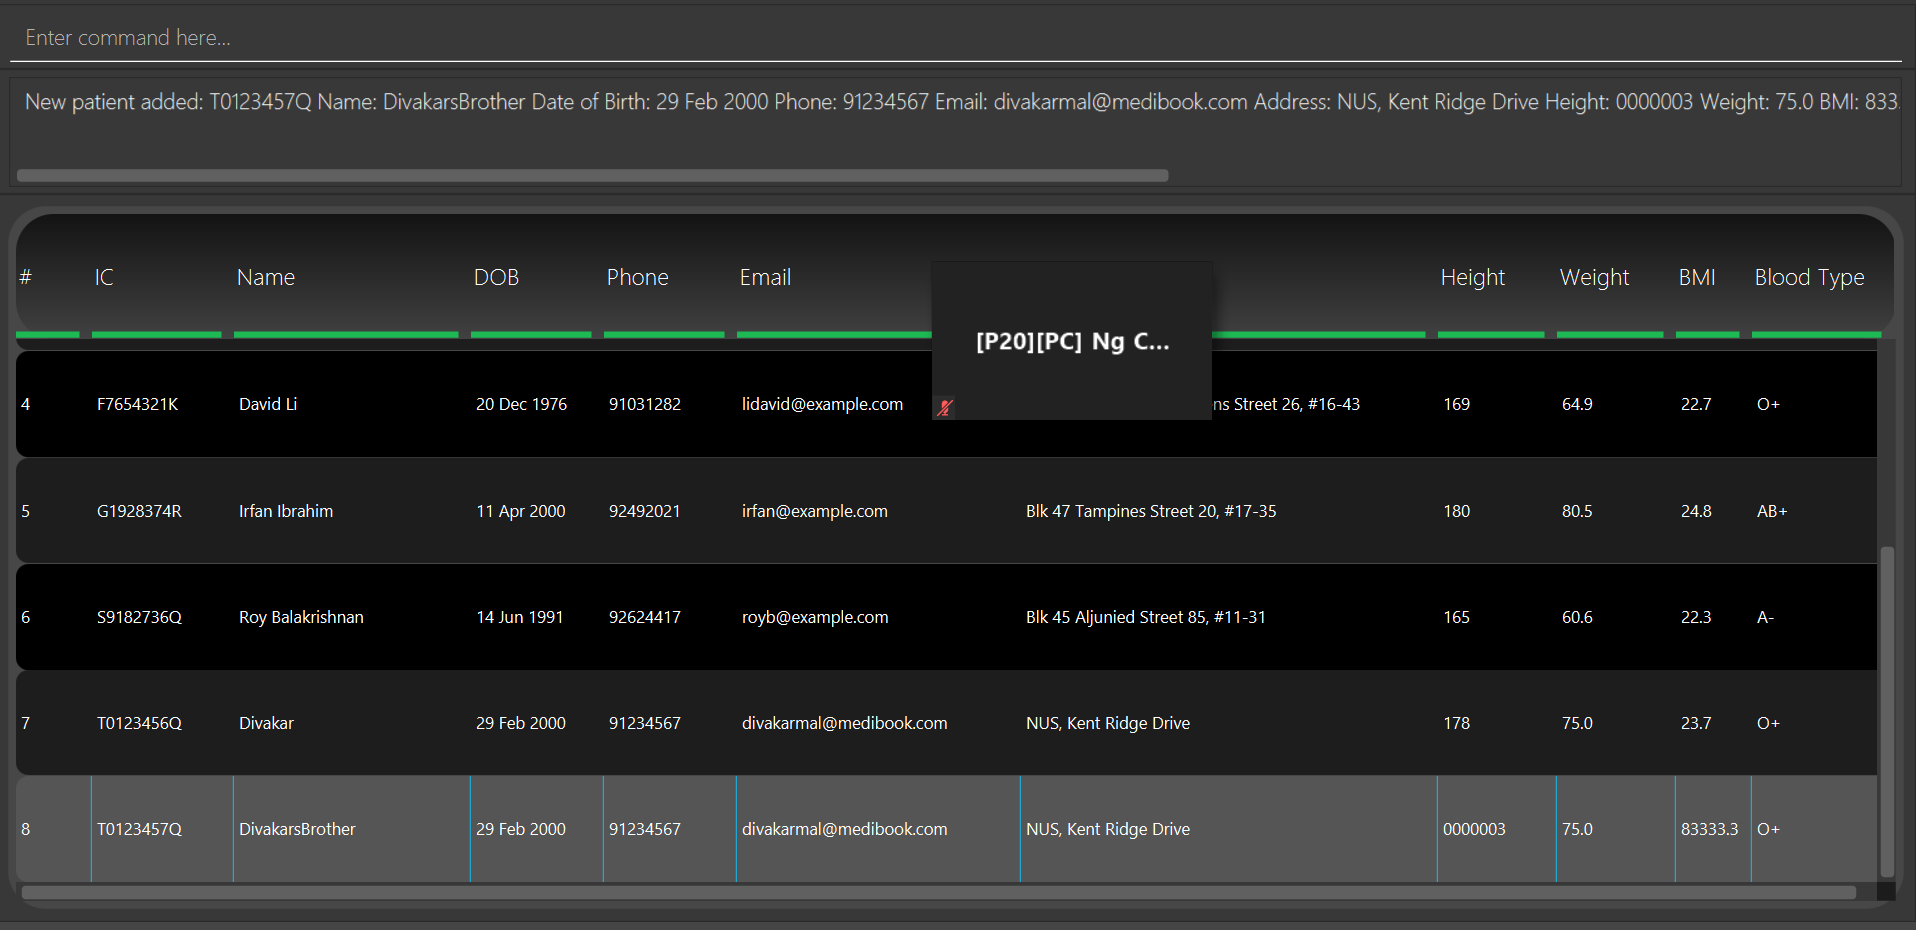 Enter command here...
New patient added: T0123457Q Name: DivakarsBrother Date of Birth: 29 Feb 2000 Phone: 91234567 Email: divakarmal@medibook.com Address: NUS, Kent Ridge Drive Height: 0000003 Weight: 75.0 BMI: 833
# IC Name DOB Phone Email Height Weight BMI Blood Type
[P20][PC] Ng C...
4 F7654321K David Li 20 Dec 1976 91031282 lidavid@example.com ns Street 26, #16-43 169 64.9 22.7 O+
5 G1928374R Irfan Ibrahim 11 Apr 2000 92492021 irfan@example.com Blk 47 Tampines Street 20, #17-35 180 80.5 24.8 AB+
6 S9182736Q Roy Balakrishnan 14 Jun 1991 92624417 royb@example.com Blk 45 Aljunied Street 85, #11-31 165 60.6 22.3 A-
7 T0123456Q Divakar 29 Feb 2000 91234567 divakarmal@medibook.com NUS, Kent Ridge Drive 178 75.0 23.7 O+
8 T0123457Q DivakarsBrother 29 Feb 2000 91234567 divakarmal@medibook.com NUS, Kent Ridge Drive 0000003 75.0 83333.3 O+